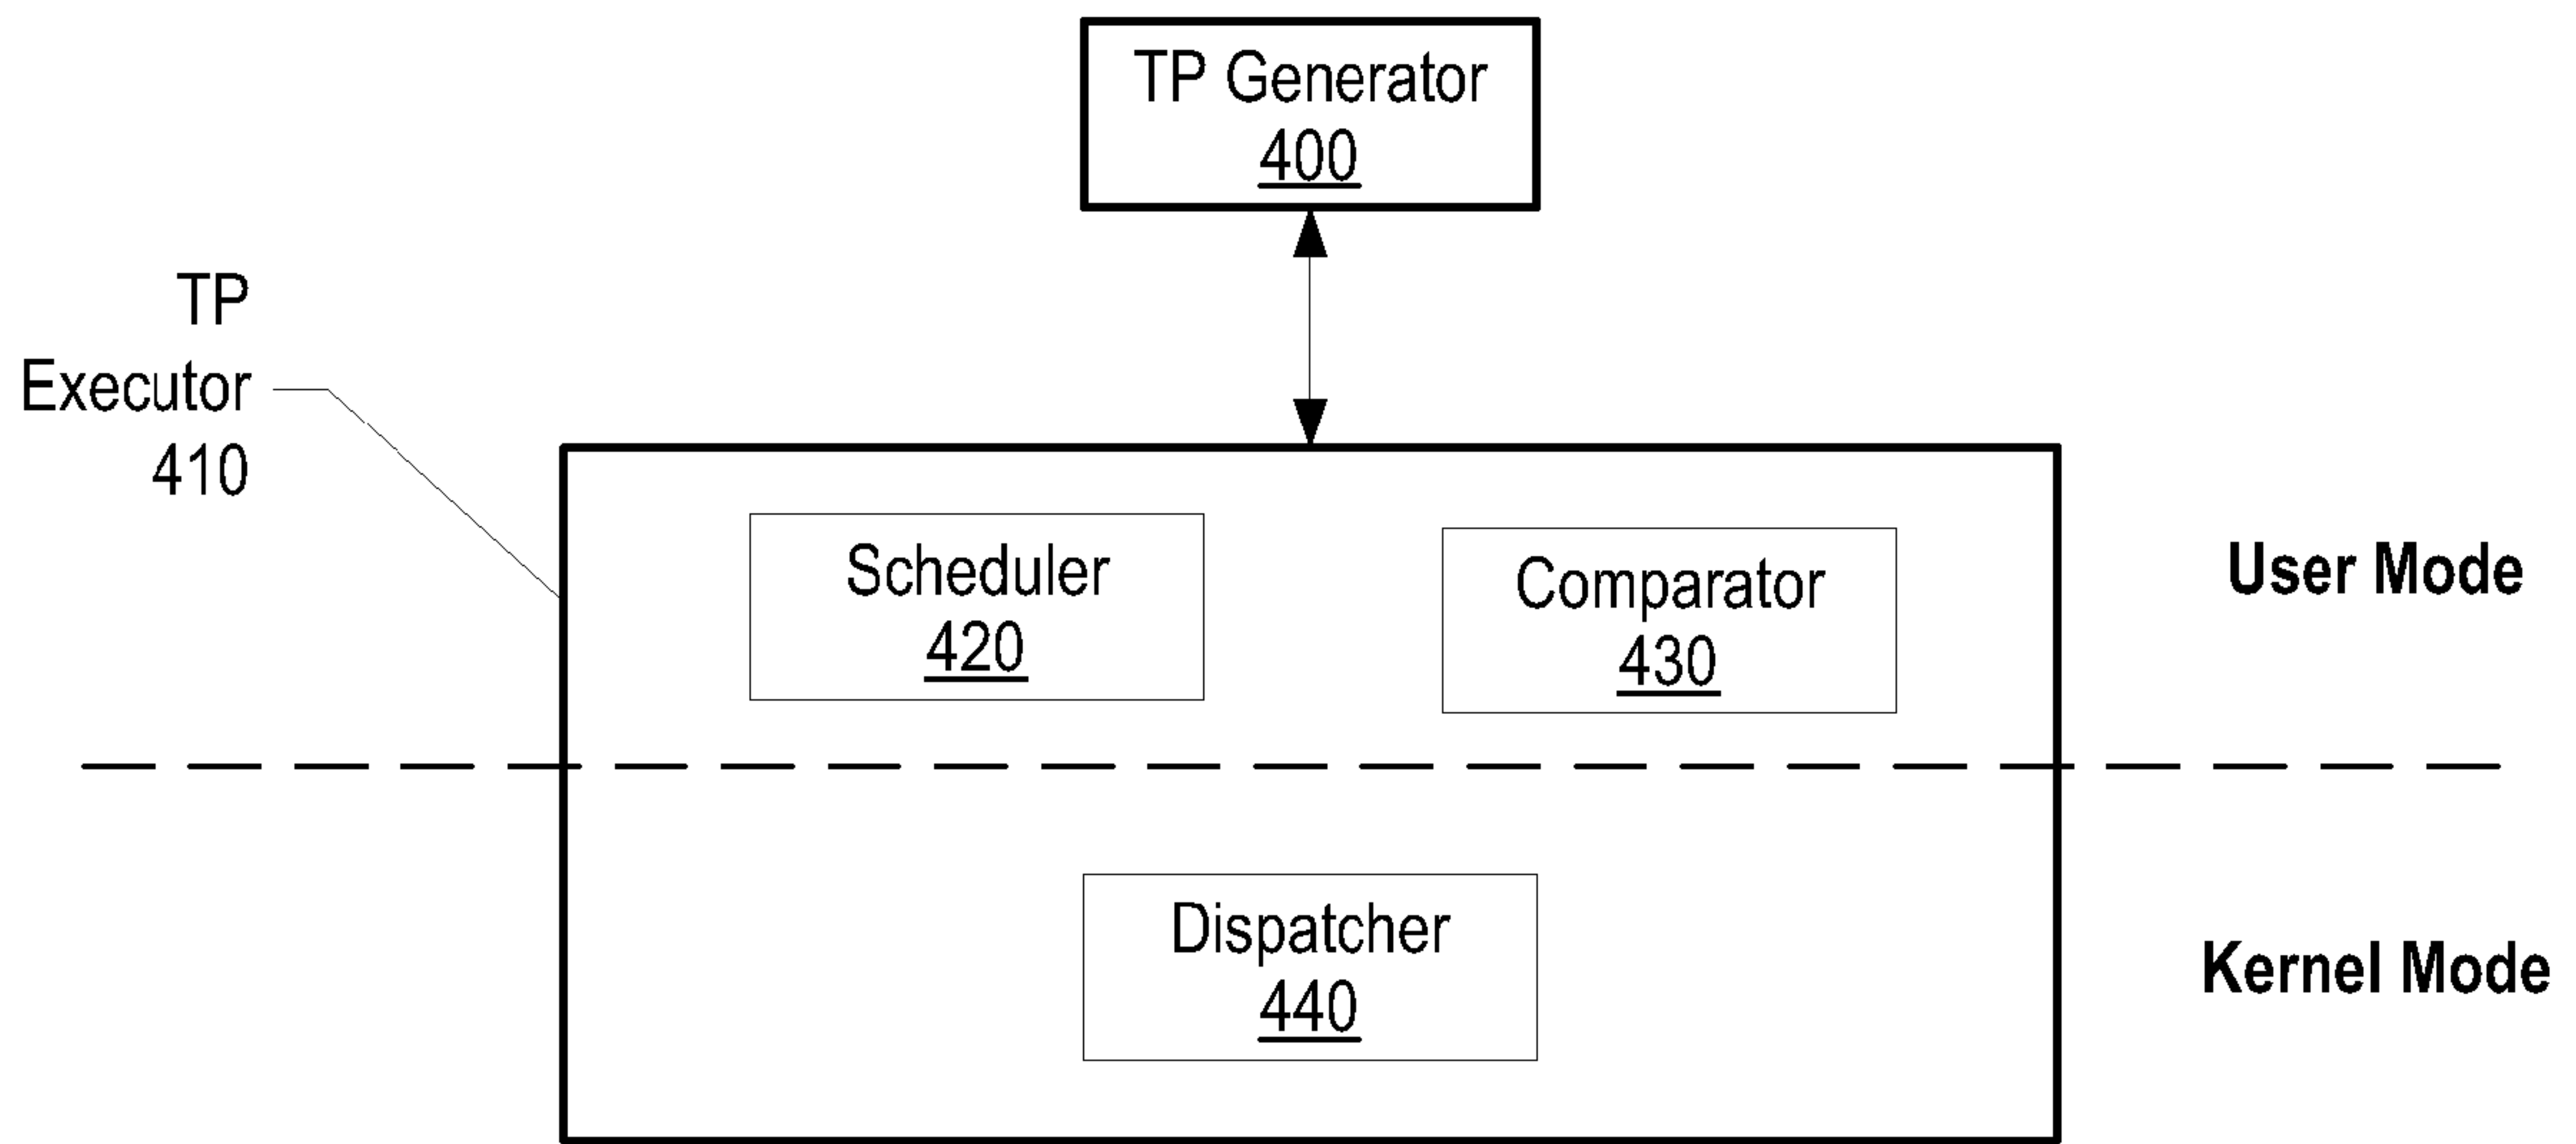 TP Generator
400
TP
Executor
410
Scheduler
420
Comparator
430
User Mode
Dispatcher
440
Kernel Mode